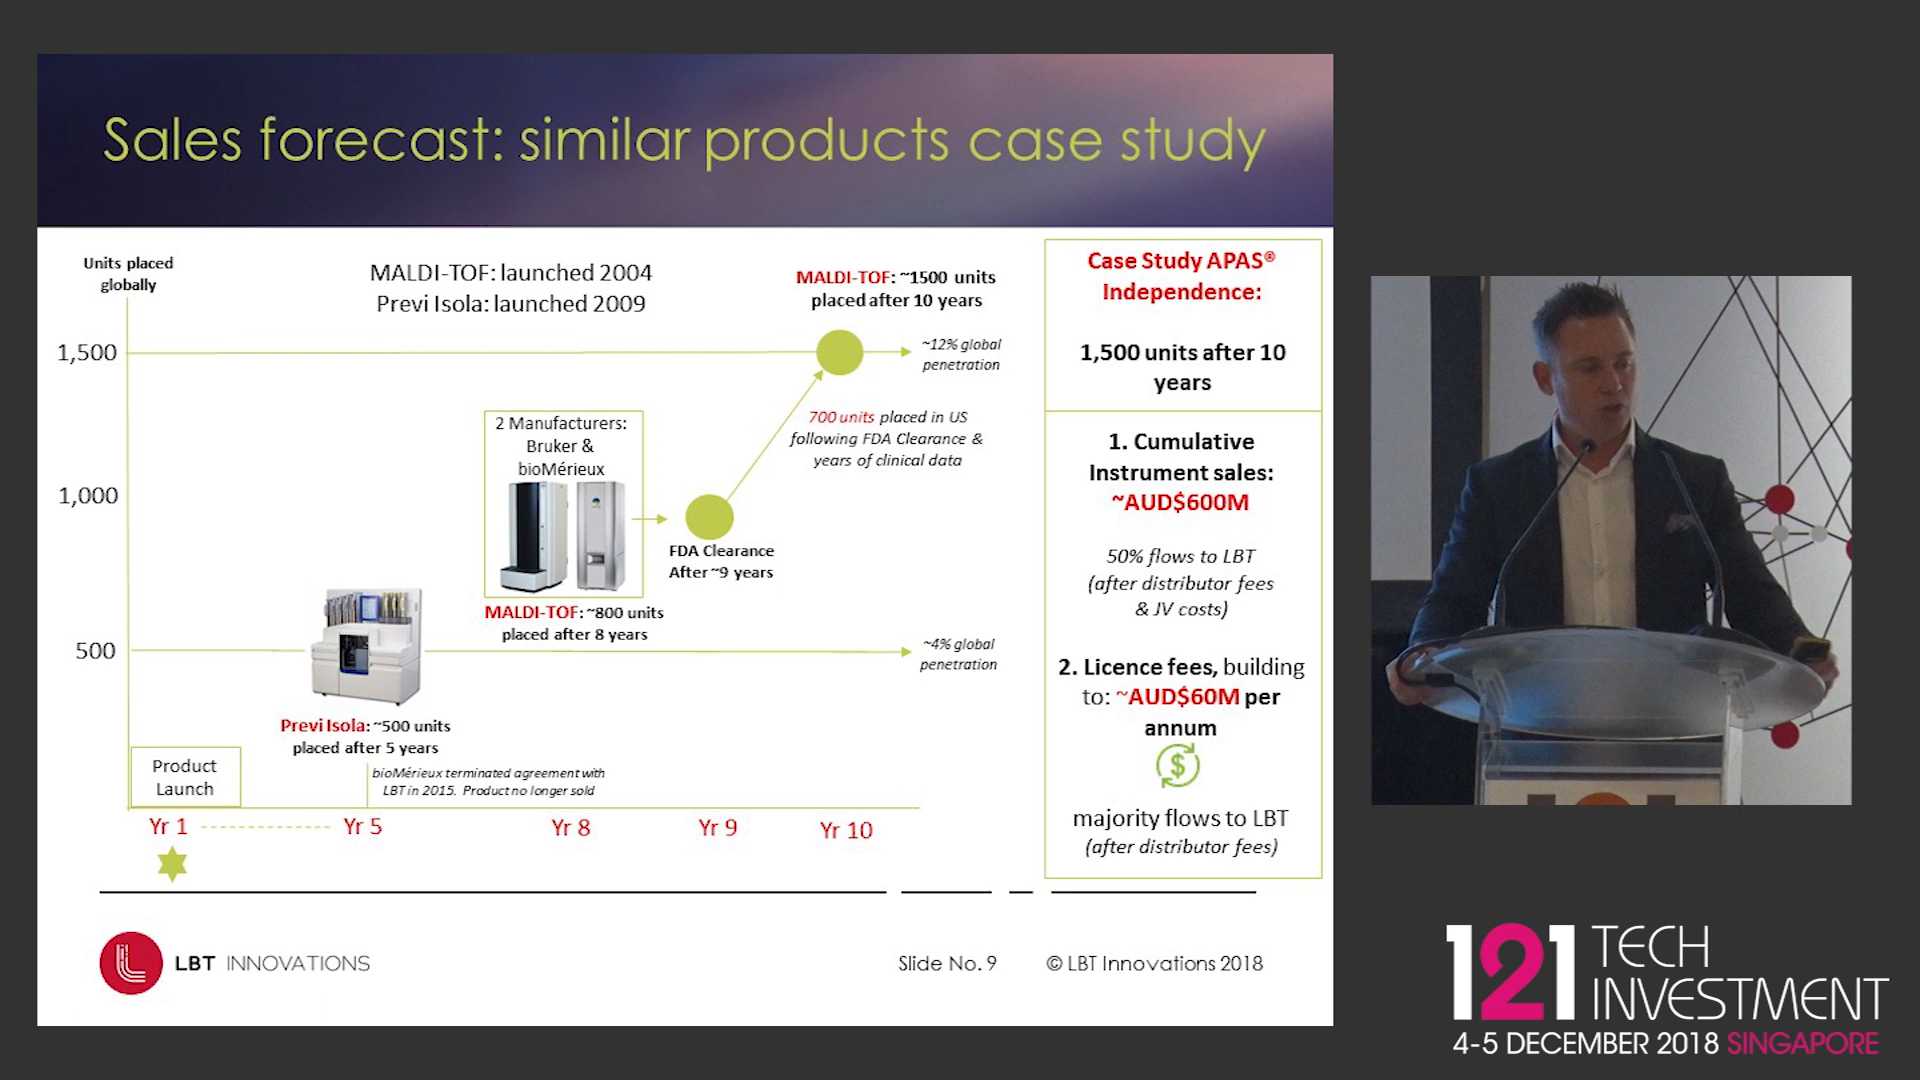 Sales forecast: similar products case study
Units placed
globally
MALDI-TOF: launched 2004
Previ Isola: launched 2009
1,500
1,000
500
MALDI-TOF: ~1500 units
placed after 10 years
~12% global
penetration
700 units placed in US
following FDA Clearance &
years of clinical data
2 Manufacturers:
Bruker &
bioMérieux
FDA Clearance
After ~9 years
MALDI-TOF: ~800 units
placed after 8 years
~4% global
penetration
Previ Isola: ~500 units
placed after 5 years
bioMérieux terminated agreement with
LBT in 2015. Product no longer sold
Product
Launch
Yr 1
Yr 5
Yr 8
Yr 9
Yr 10
Case Study APAS®
Independence:
1,500 units after 10
years
1. Cumulative
Instrument sales:
~AUD$600M
50% flows to LBT
(after distributor fees
& JV costs)
2. Licence fees, building
to: ~AUD$60M per
annum
$
majority flows to LBT
(after distributor fees)
LBT INNOVATIONS
Slide No. 9
© LBT Innovations 2018
121 TECH
INVESTMENT
4-5 DECEMBER 2018 SINGAPORE